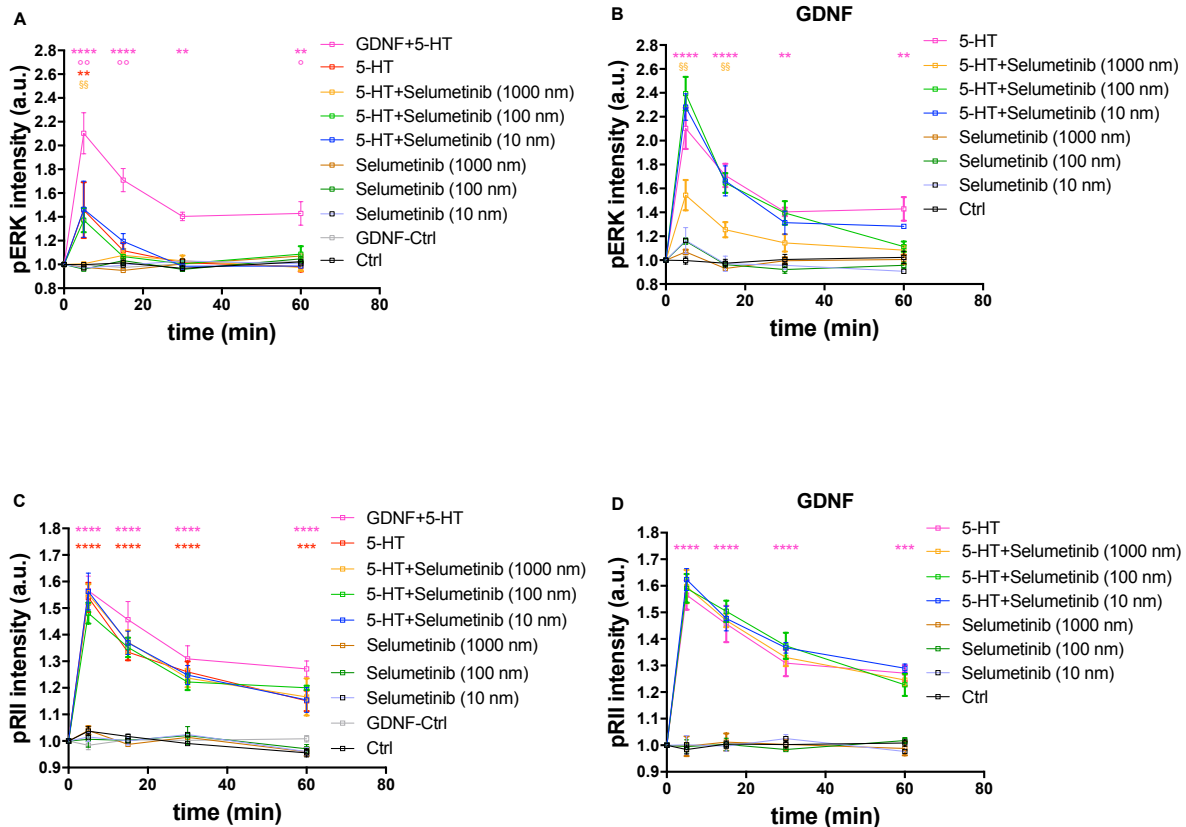 A
pERK intensity (a.u.)
2.8
2.6
2.4
2.2
2.0
1.8
1.6
1.4
1.2
1.0
0.8
0
20
40
60
80
time (min)
****
****
**
**
°°
°°
°
**
§§
GDNF+5-HT
5-HT
5-HT+Selumetinib (1000 nm)
5-HT+Selumetinib (100 nm)
5-HT+Selumetinib (10 nm)
Selumetinib (1000 nm)
Selumetinib (100 nm)
Selumetinib (10 nm)
GDNF-Ctrl
Ctrl
B
GDNF
pERK intensity (a.u.)
2.8
2.6
2.4
2.2
2.0
1.8
1.6
1.4
1.2
1.0
0.8
0
20
40
60
80
time (min)
****
****
**
**
§§
§§
5-HT
5-HT+Selumetinib (1000 nm)
5-HT+Selumetinib (100 nm)
5-HT+Selumetinib (10 nm)
Selumetinib (1000 nm)
Selumetinib (100 nm)
Selumetinib (10 nm)
Ctrl
C
pRII intensity (a.u.)
1.8
1.7
1.6
1.5
1.4
1.3
1.2
1.1
1.0
0.9
0
20
40
60
80
time (min)
****
****
****
****
****
****
****
***
GDNF+5-HT
5-HT
5-HT+Selumetinib (1000 nm)
5-HT+Selumetinib (100 nm)
5-HT+Selumetinib (10 nm)
Selumetinib (1000 nm)
Selumetinib (100 nm)
Selumetinib (10 nm)
GDNF-Ctrl
Ctrl
D
GDNF
pRII intensity (a.u.)
1.8
1.7
1.6
1.5
1.4
1.3
1.2
1.1
1.0
0.9
0
20
40
60
80
time (min)
****
****
****
***
5-HT
5-HT+Selumetinib (1000 nm)
5-HT+Selumetinib (100 nm)
5-HT+Selumetinib (10 nm)
Selumetinib (1000 nm)
Selumetinib (100 nm)
Selumetinib (10 nm)
Ctrl